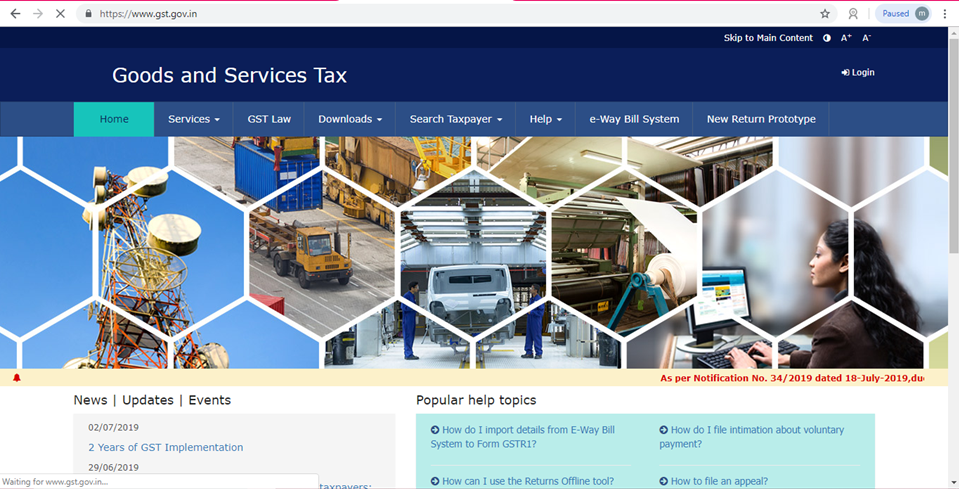 https://www.gst.gov.in
Paused m
Skip to Main Content A+ A-
Goods and Services Tax
Login
Home Services GST Law Downloads Search Taxpayer Help e-Way Bill System New Return Prototype
As per Notification No. 34/2019 dated 18-July-2019,du
News | Updates | Events
02/07/2019
2 Years of GST Implementation
29/06/2019
taxpayers:
Popular help topics
How do I import details from E-Way Bill
System to Form GSTR1?
How do I file intimation about voluntary
payment?
How can I use the Returns Offline tool?
How to file an appeal?
Waiting for www.gst.gov.in...